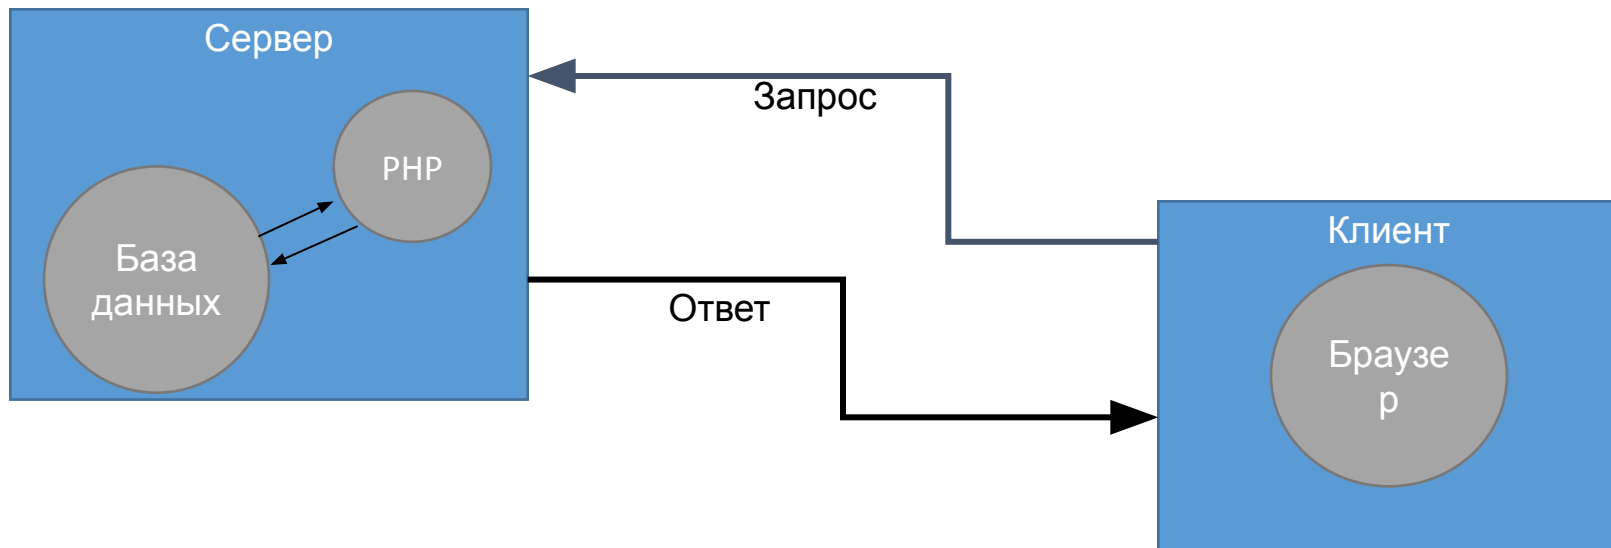 Сервер
PHP
База
данных
Запрос
Ответ
Клиент
Браузе
р